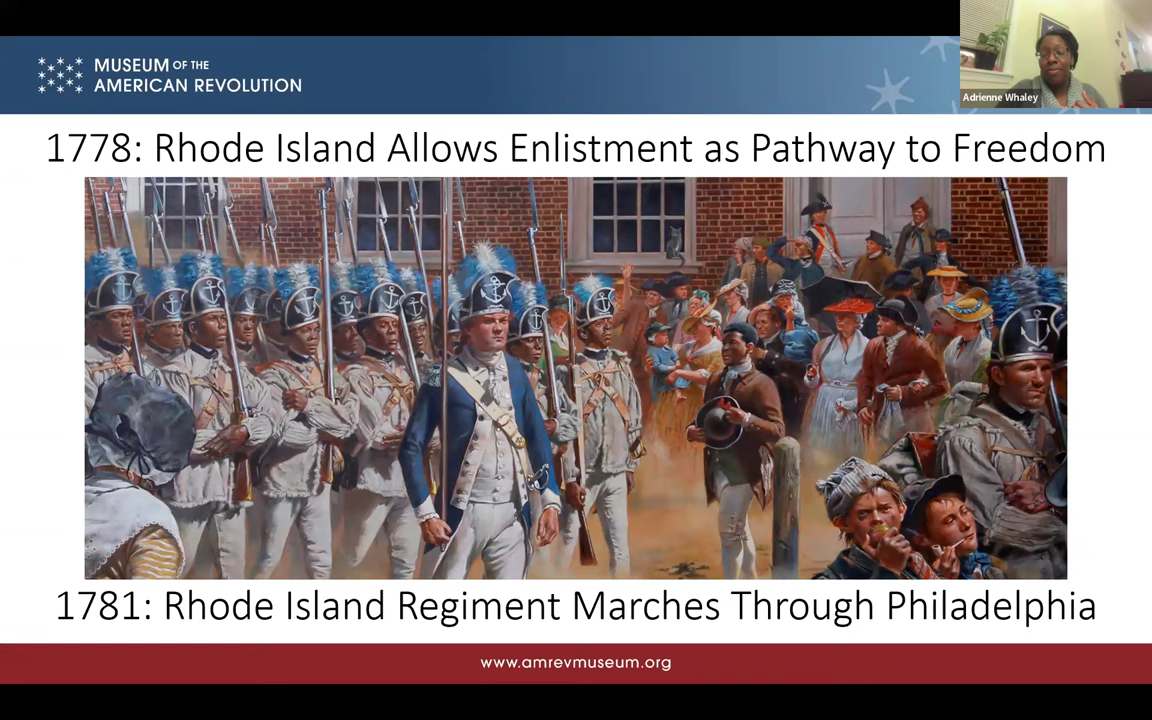 MUSEUM OF THE
AMERICAN REVOLUTION
Adrienne Whaley
1778: Rhode Island Allows Enlistment as Pathway to Freedom
1781: Rhode Island Regiment Marches Through Philadelphia
www.amrevmuseum.org